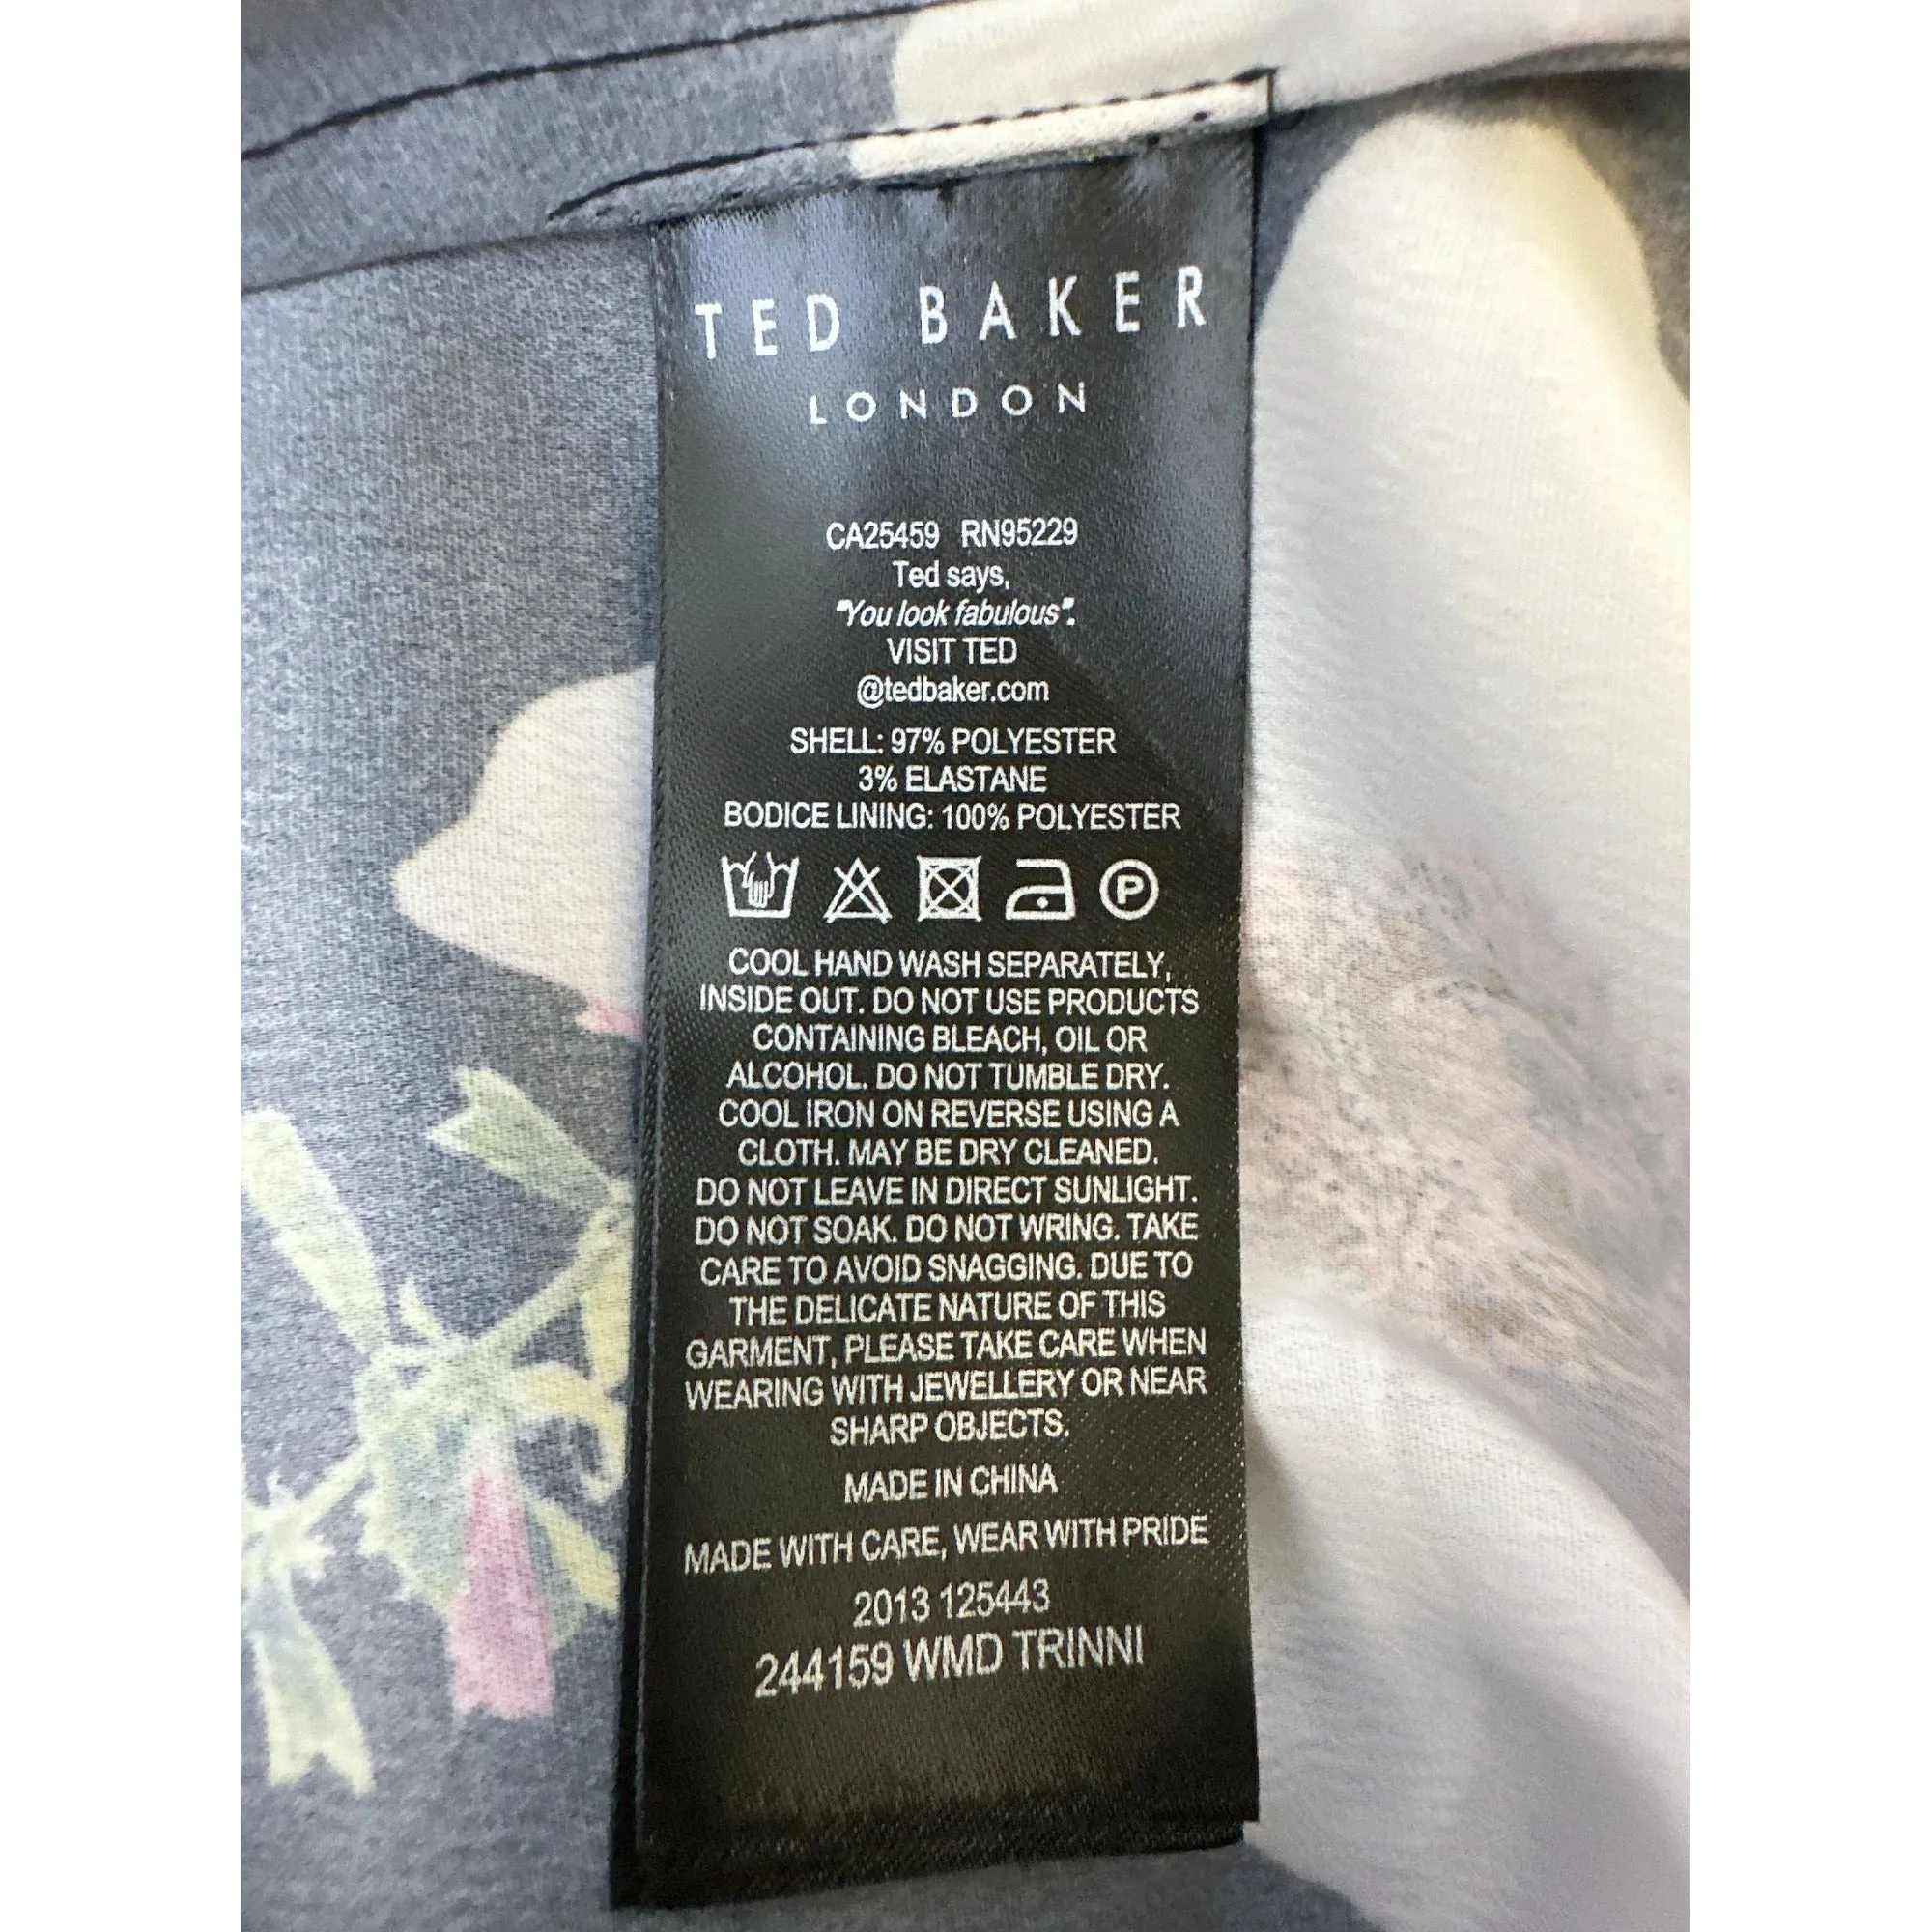 TED BAKER
LONDON
CA25459 RN95229
Ted says,
"You look fabulous".
VISIT TED
@tedbaker.com
SHELL: 97% POLYESTER
3% ELASTANE
BODICE LINING: 100% POLYESTER
P
COOL HAND WASH SEPARATELY,
INSIDE OUT. DO NOT USE PRODUCTS
CONTAINING BLEACH, OIL OR
ALCOHOL. DO NOT TUMBLE DRY.
COOL IRON ON REVERSE USING A
CLOTH. MAY BE DRY CLEANED.
DO NOT LEAVE IN DIRECT SUNLIGHT.
DO NOT SOAK. DO NOT WRING. TAKE
CARE TO AVOID SNAGGING. DUE TO
THE DELICATE NATURE OF THIS
GARMENT, PLEASE TAKE CARE WHEN
WEARING WITH JEWELLERY OR NEAR
SHARP OBJECTS.
MADE IN CHINA
MADE WITH CARE, WEAR WITH PRIDE
2013 125443
244159 WMD TRINNI